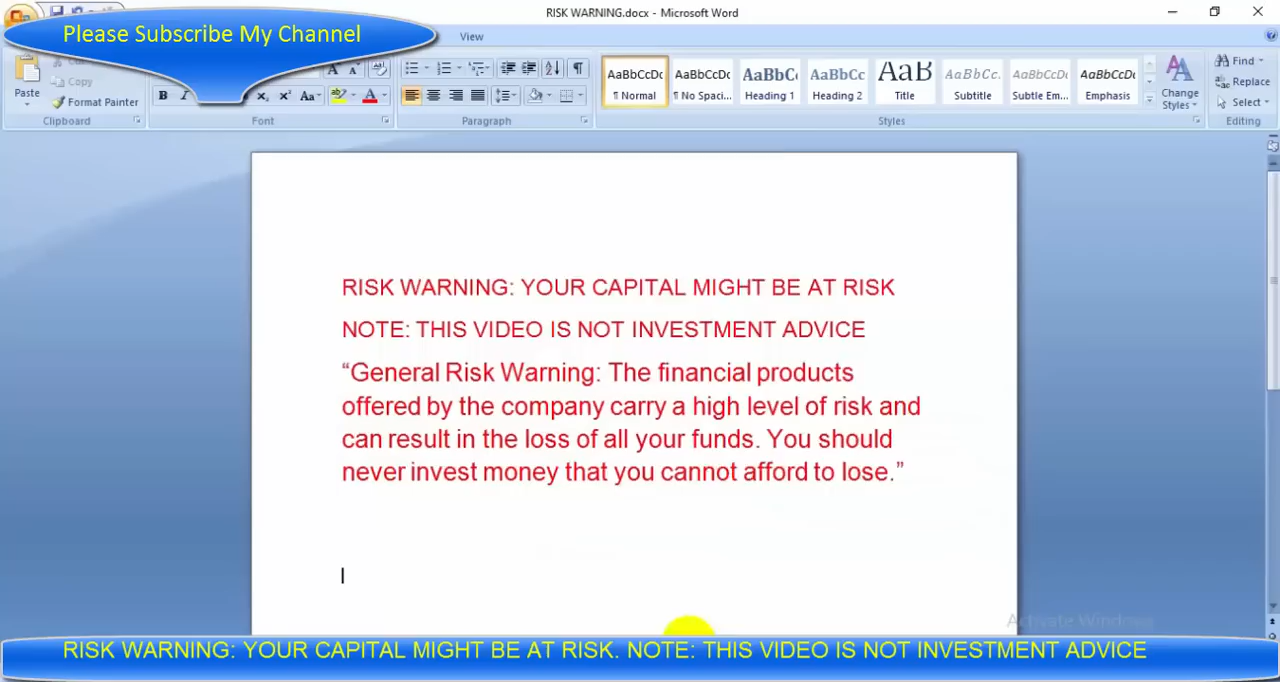 RISK WARNING.docx - Microsoft Word
Please Subscribe My Channel
View
Copy
Paste
Format Painter
B
Aa
A
AaBbCcDc AaBbCcDc AaBbC AaBbCc AaB AaBbCc. AaBbCcDc AaBbCcDc
¶ Normal ¶ No Spaci... Heading 1 Heading 2 Title Subtitle Subtle Em... Emphasis
Change
Styles
Find
Replace
Select
Clipboard Font Paragraph Styles Editing
RISK WARNING: YOUR CAPITAL MIGHT BE AT RISK
NOTE: THIS VIDEO IS NOT INVESTMENT ADVICE
“General Risk Warning: The financial products
offered by the company carry a high level of risk and
can result in the loss of all your funds. You should
never invest money that you cannot afford to lose.”
Activate Windows
RISK WARNING: YOUR CAPITAL MIGHT BE AT RISK. NOTE: THIS VIDEO IS NOT INVESTMENT ADVICE